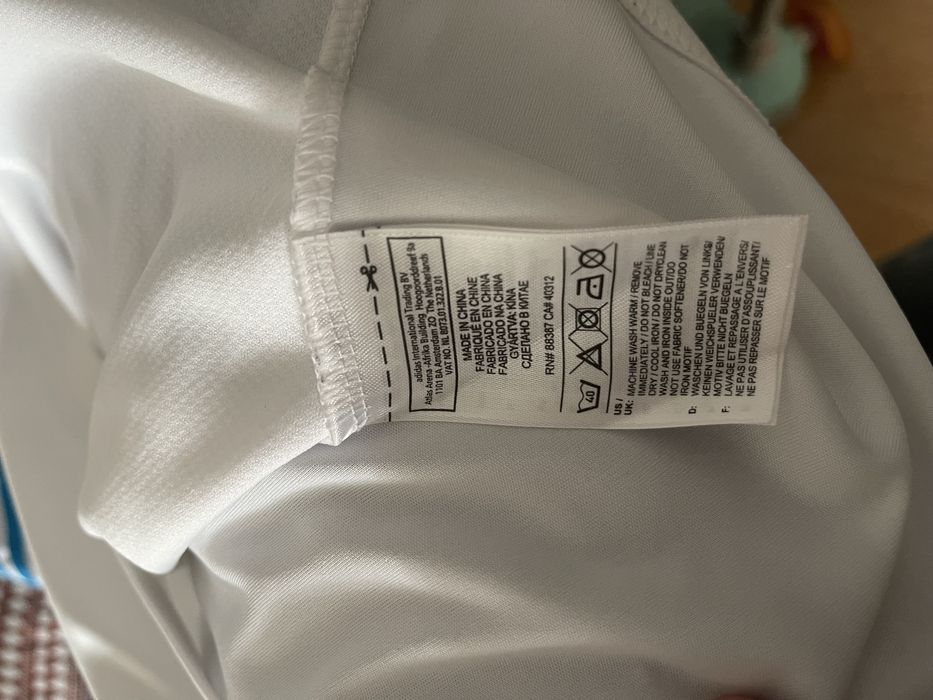 adidas International Trading BV
Atlas Arena-Afrika Building, Hoogoorddreef 9a
1101 BA Amsterdam ZO The Netherlands
VAT NO. NL 8073.01.322.B.01
MADE IN CHINA
FABRIQUÉ EN CHINE
FABRICADO EN CHINA
FABRICADO NA CHINA
GYÁRTVA: KÍNA
СДЕЛАНО В КИТАЕ
RN# 88387 CA# 40312
40
US /
UK: MACHINE WASH WARM / REMOVE
IMMEDIATELY / DO NOT BLEACH / LINE
DRY / COOL IRON / DO NOT DRYCLEAN
WASH AND IRON INSIDE OUT/DO
NOT USE FABRIC SOFTENER/DO NOT
IRON MOTIF
D: WASCHEN UND BUEGELN VON LINKS/
KEINEN WEICHSPUELER VERWENDEN/
MOTIV BITTE NICHT BUEGELN
F: LAVAGE ET REPASSAGE A L'ENVERS/
NE PAS UTILISER D'ASSOUPLISSANT/
NE PAS REPASSER SUR LE MOTIF